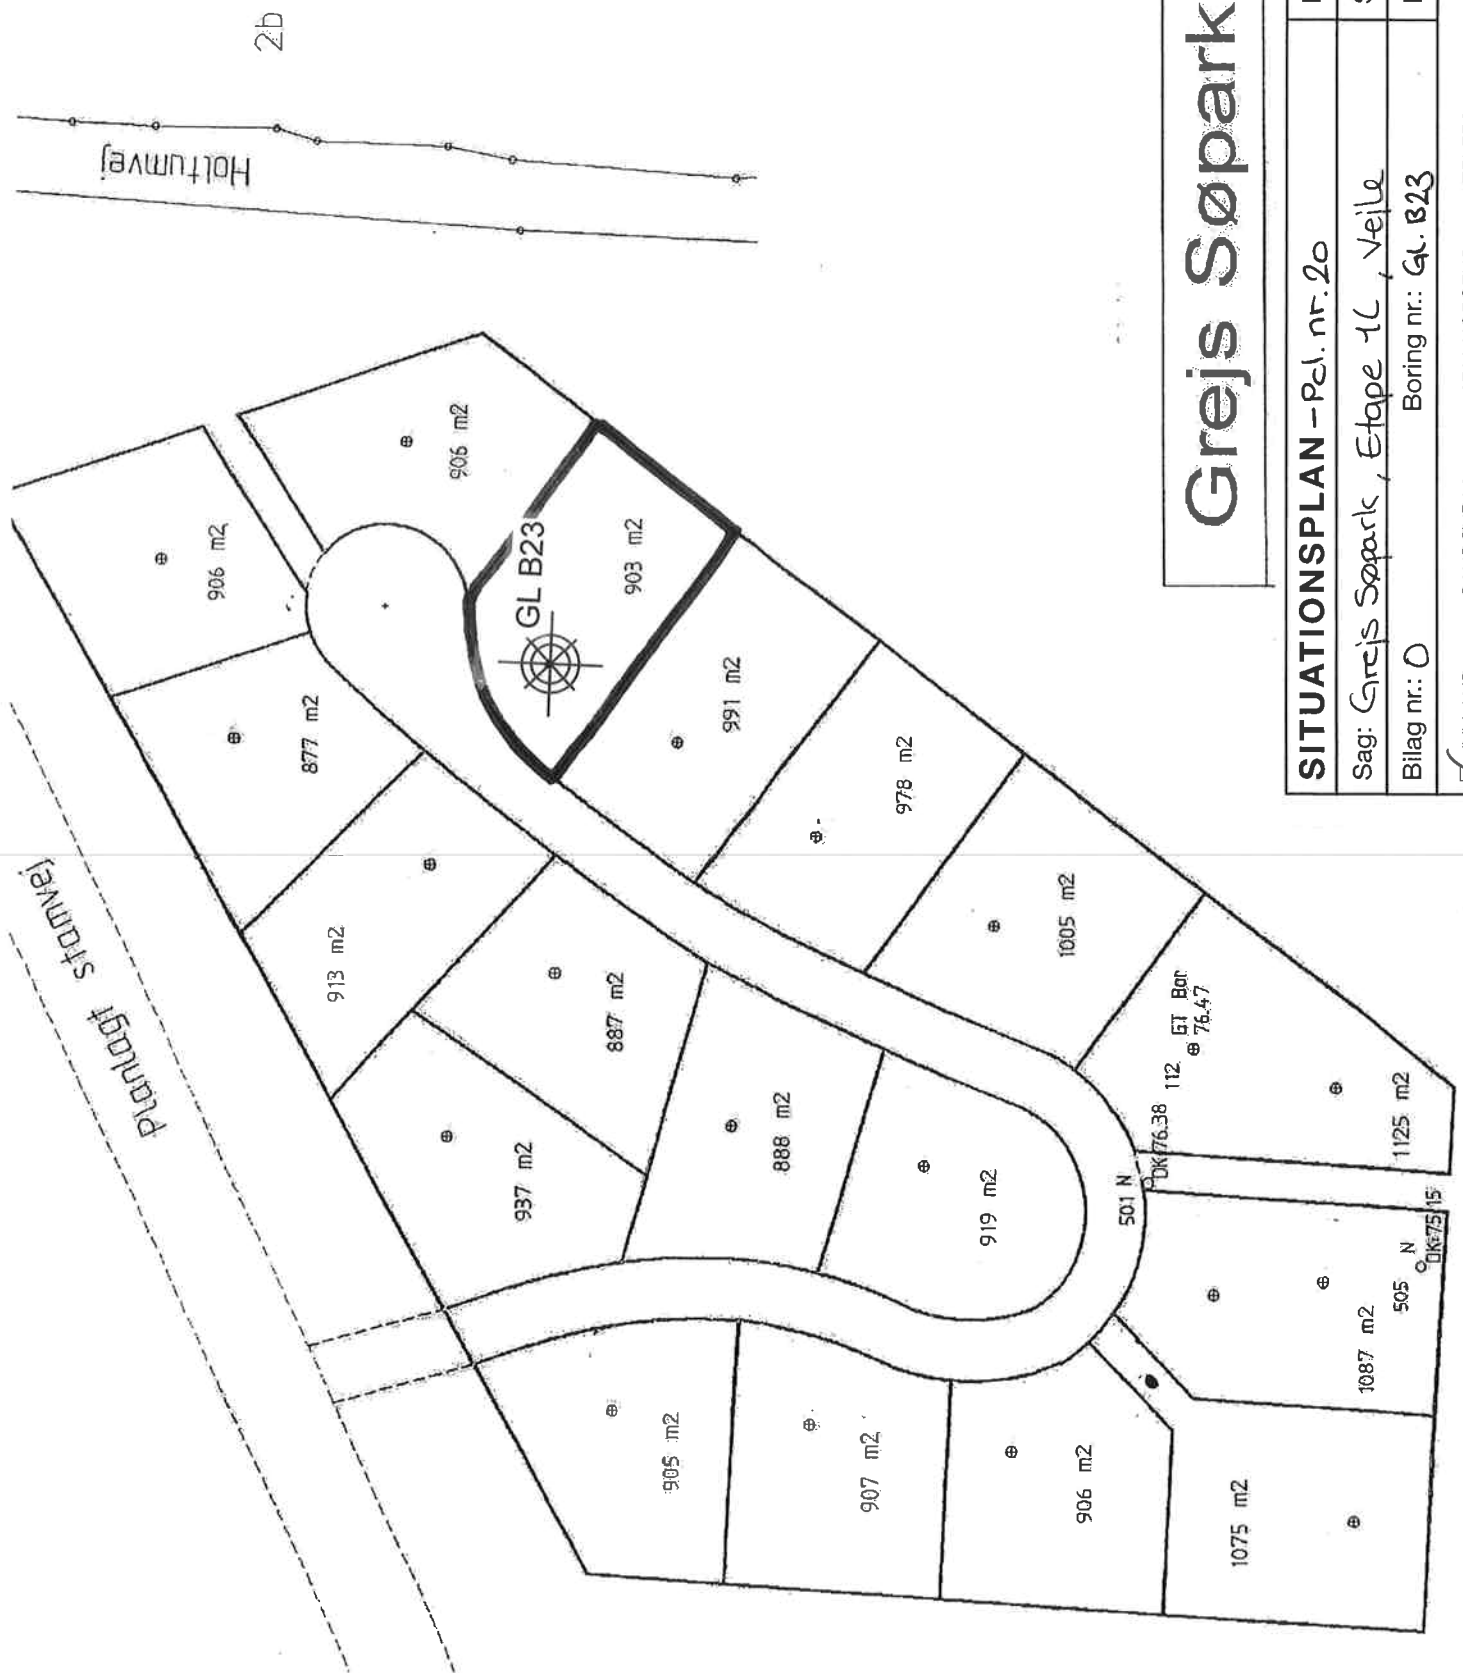 2b
Holtumvej
Planlagt stamvej
906 m2
906 m2
877 m2
GL B23
903 m2
913 m2
991 m2
887 m2
978 m2
937 m2
888 m2
1005 m2
919 m2
112
GT Bor
76.47
501 N
DK=76.38
1125 m2
505 N
DK=75.15
1087 m2
905 m2
907 m2
906 m2
1075 m2
Grejs Søpark
SITUATIONSPLAN - Pcl. nr. 20
Sag: Grejs Søpark, Etape 1C, Vejle
Bilag nr.: 0 Boring nr.: GL. B23